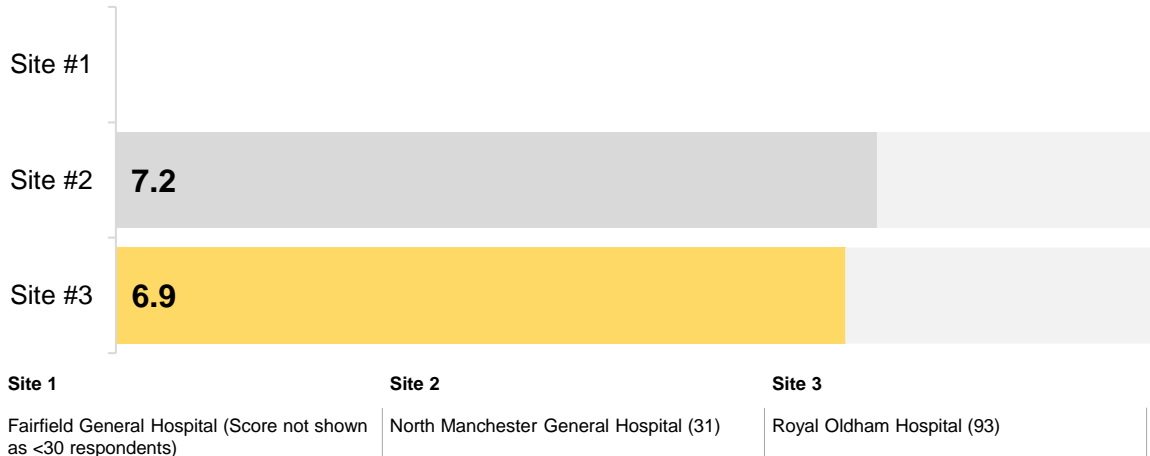 Site #1
Site #2
7.2
Site #3
6.9
Site 1
Site 2
Site 3
Fairfield General Hospital (Score not shown
as <30 respondents)
North Manchester General Hospital (31)
Royal Oldham Hospital (93)